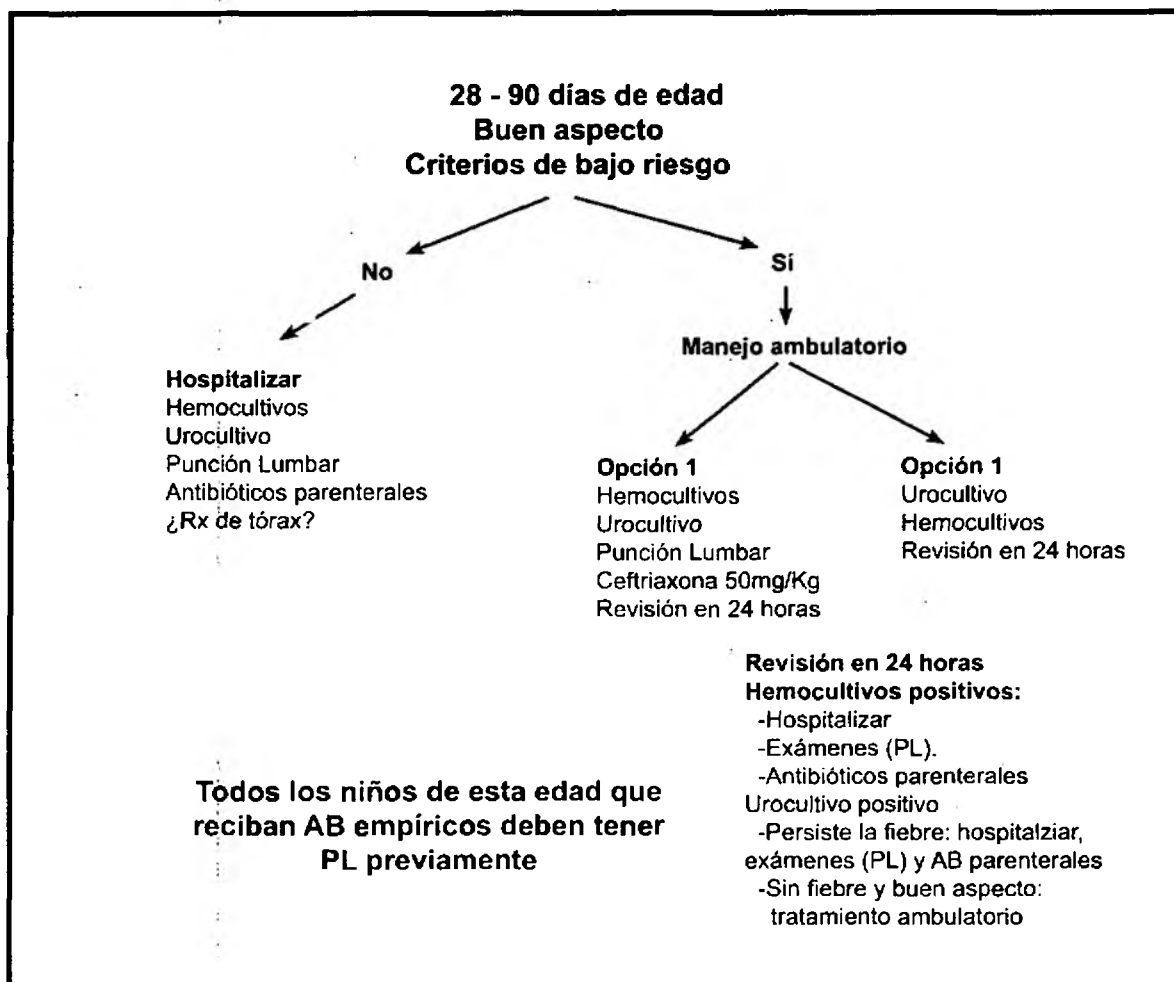 28 - 90 días de edad
Buen aspecto
Criterios de bajo riesgo
No
Sí
Hospitalizar
Hemocultivos
Urocultivo
Punción Lumbar
Antibióticos parenterales
¿Rx de tórax?
Manejo ambulatorio
Opción 1
Hemocultivos
Urocultivo
Punción Lumbar
Ceftriaxona 50mg/Kg
Revisión en 24 horas
Opción 1
Urocultivo
Hemocultivos
Revisión en 24 horas
Todos los niños de esta edad que
reciban AB empíricos deben tener
PL previamente
Revisión en 24 horas
Hemocultivos positivos:
-Hospitalizar
-Exámenes (PL).
-Antibióticos parenterales
Urocultivo positivo
-Persiste la fiebre: hospitalziar,
exámenes (PL) y AB parenterales
-Sin fiebre y buen aspecto:
tratamiento ambulatorio